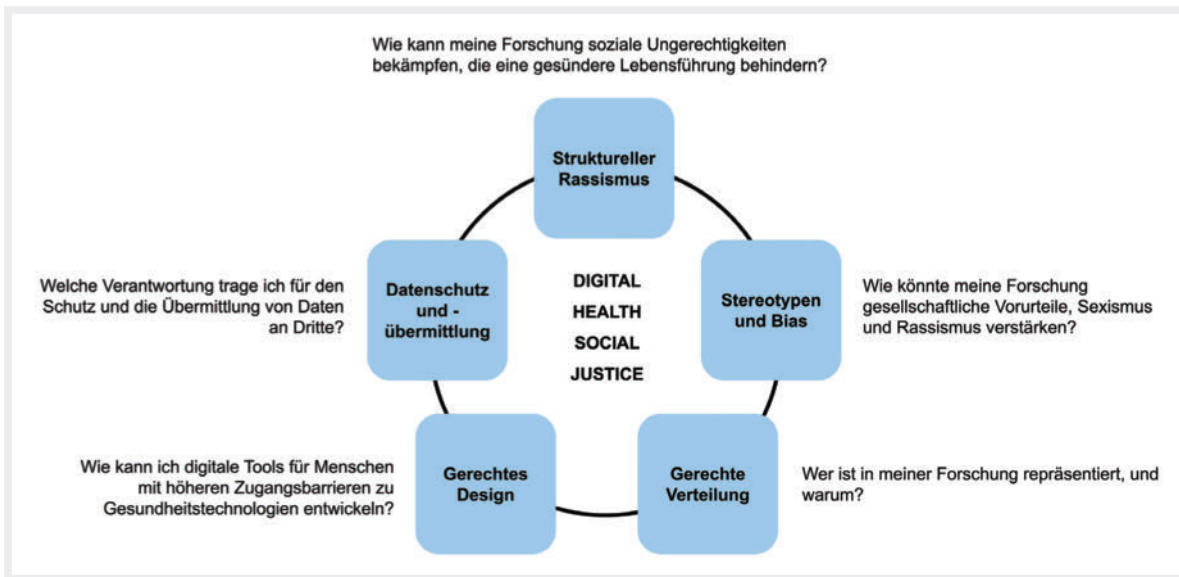 Wie kann meine Forschung soziale Ungerechtigkeiten
bekämpfen, die eine gesündere Lebensführung behindern?
Struktureller
Rassismus
Welche Verantwortung trage ich für den
Schutz und die Übermittlung von Daten
an Dritte?
Datenschutz
und -
übermittlung
DIGITAL
HEALTH
SOCIAL
JUSTICE
Stereotypen
und Bias
Wie könnte meine Forschung
gesellschaftliche Vorurteile, Sexismus
und Rassismus verstärken?
Wie kann ich digitale Tools für Menschen
mit höheren Zugangsbarrieren zu
Gesundheitstechnologien entwickeln?
Gerechtes
Design
Gerechte
Verteilung
Wer ist in meiner Forschung repräsentiert, und
warum?